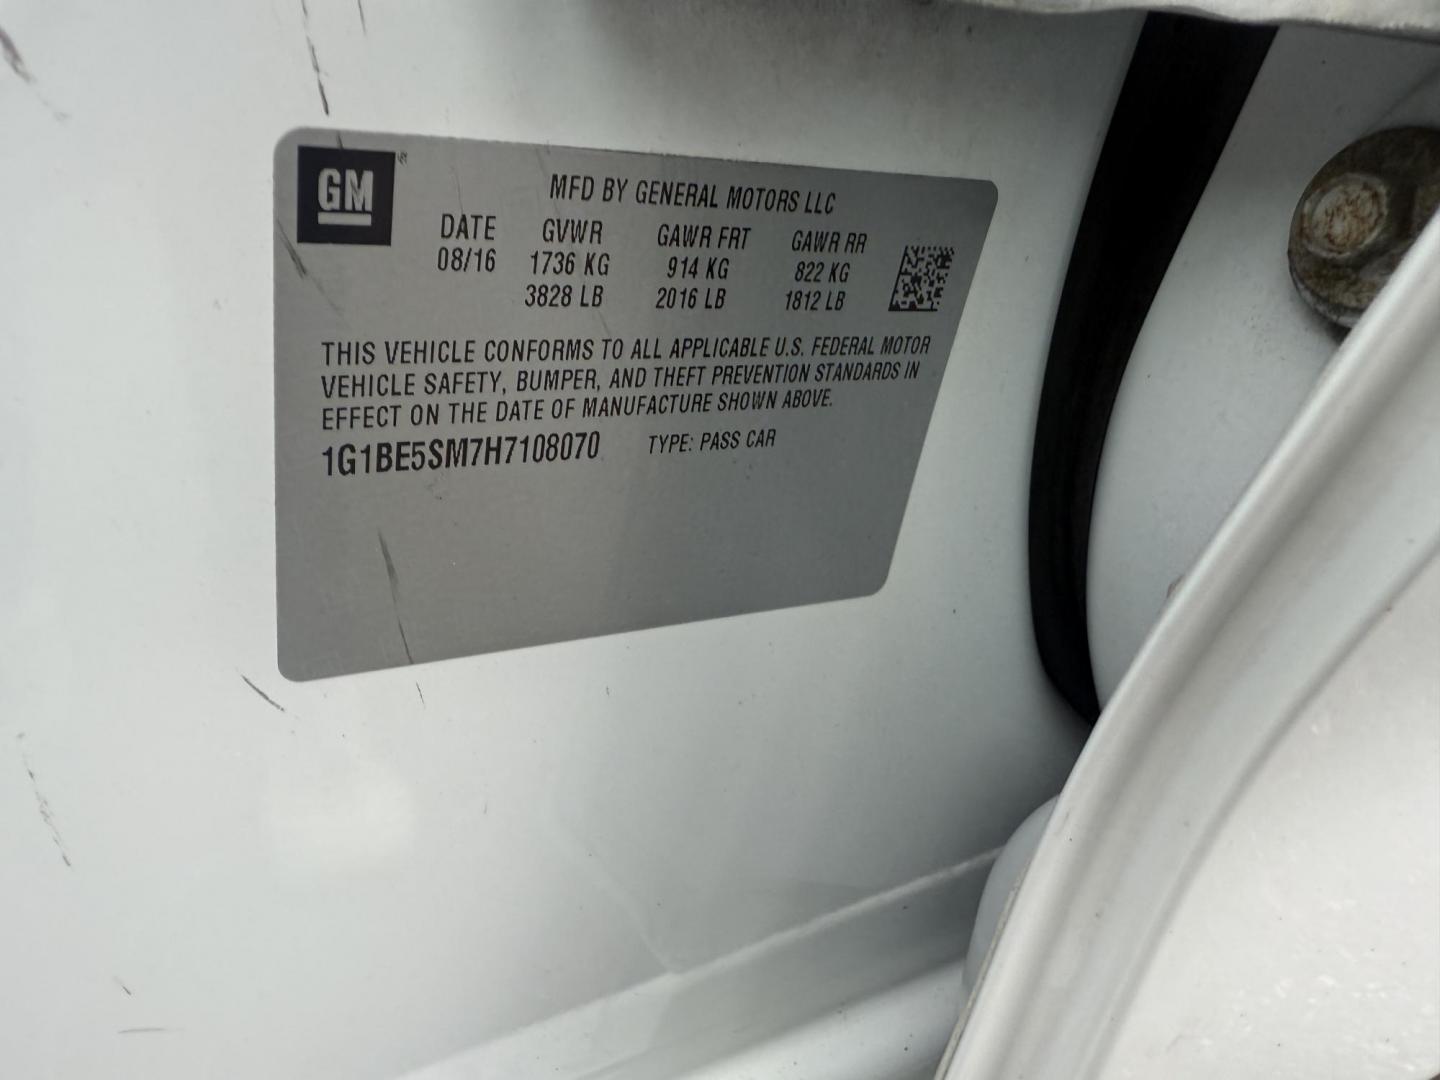 GM
MFD BY GENERAL MOTORS LLC
DATE GVWR GAWR FRT GAWR RR
08/16 1736 KG 914 KG 822 KG
3828 LB 2016 LB 1812 LB
THIS VEHICLE CONFORMS TO ALL APPLICABLE U.S. FEDERAL MOTOR
VEHICLE SAFETY, BUMPER, AND THEFT PREVENTION STANDARDS IN
EFFECT ON THE DATE OF MANUFACTURE SHOWN ABOVE.
1G1BE5SM7H7108070 TYPE: PASS CAR